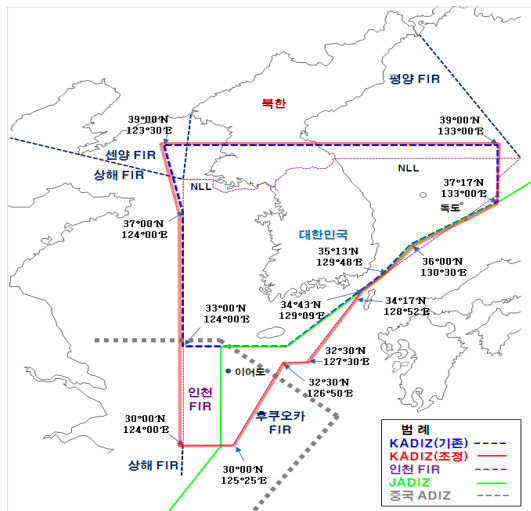 평양 FIR
북한
39°00′N
123°30′E
39°00′N
133°00′E
센양 FIR
상해 FIR
NLL
NLL
37°17′N
133°00′E
독도
37°00′N
124°00′E
대한민국
35°13′N
129°48′E
36°00′N
130°30′E
34°43′N
129°09′E
34°17′N
128°52′E
33°00′N
124°00′E
32°30′N
127°30′E
이어도
인천
FIR
32°30′N
126°50′E
후쿠오카
FIR
30°00′N
124°00′E
상해 FIR
30°00′N
125°25′E
범 례
KADIZ(기존)
KADIZ(조정)
인천 FIR
JADIZ
중국 ADIZ